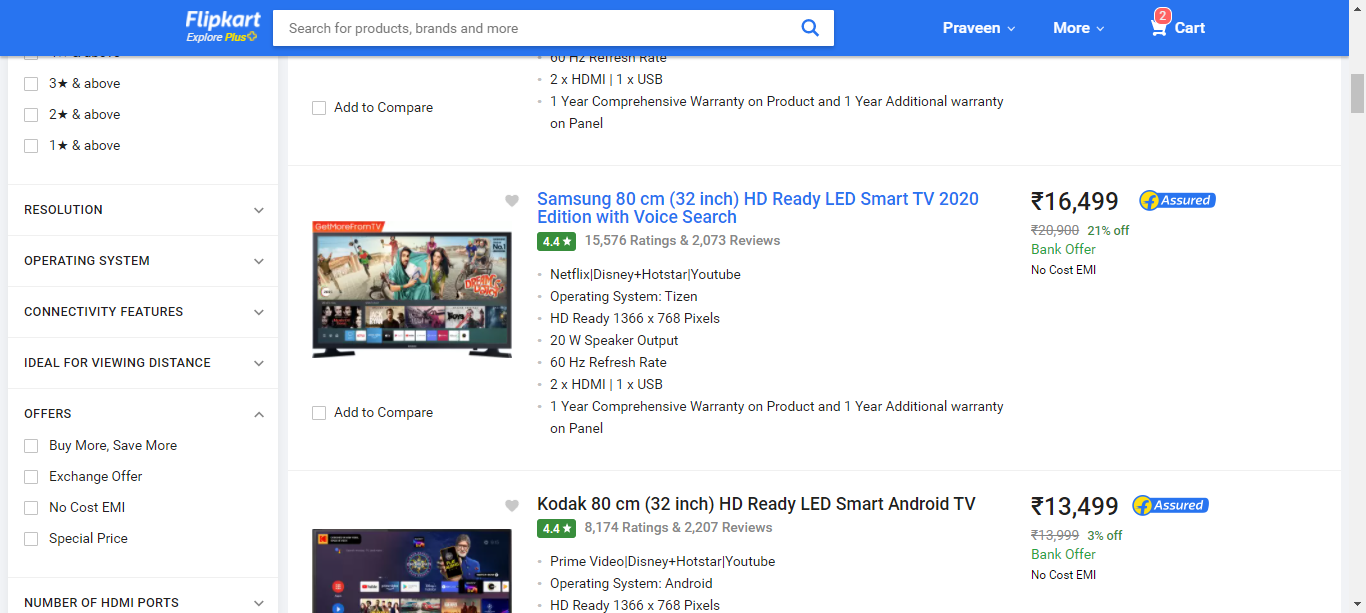 Flipkart
Explore Plus
Search for products, brands and more
Praveen
More
2
Cart
3★ & above
2★ & above
1★ & above
RESOLUTION
OPERATING SYSTEM
CONNECTIVITY FEATURES
IDEAL FOR VIEWING DISTANCE
OFFERS
Buy More, Save More
Exchange Offer
No Cost EMI
Special Price
NUMBER OF HDMI PORTS
60 Hz Refresh Rate
2 x HDMI | 1 x USB
1 Year Comprehensive Warranty on Product and 1 Year Additional warranty
on Panel
Add to Compare
GetMoreFromTV
Samsung 80 cm (32 inch) HD Ready LED Smart TV 2020
Edition with Voice Search
4.4★ 15,576 Ratings & 2,073 Reviews
Netflix|Disney+Hotstar|Youtube
Operating System: Tizen
HD Ready 1366 x 768 Pixels
20 W Speaker Output
60 Hz Refresh Rate
2 x HDMI | 1 x USB
1 Year Comprehensive Warranty on Product and 1 Year Additional warranty
on Panel
Add to Compare
₹16,499
Assured
₹20,900 21% off
Bank Offer
No Cost EMI
Kodak 80 cm (32 inch) HD Ready LED Smart Android TV
4.4★ 8,174 Ratings & 2,207 Reviews
Prime Video|Disney+Hotstar|Youtube
Operating System: Android
HD Ready 1366 x 768 Pixels
₹13,499
Assured
₹13,999 3% off
Bank Offer
No Cost EMI